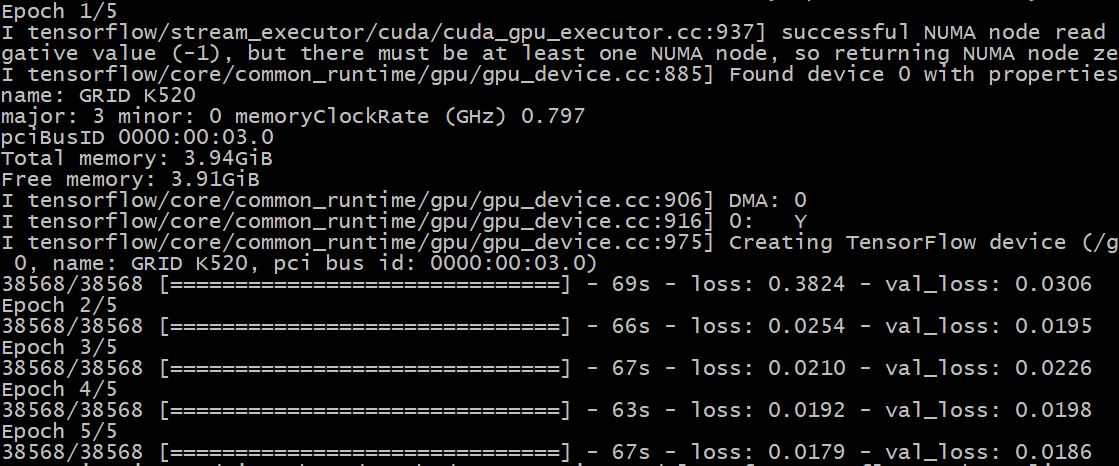 Epoch 1/5
I tensorflow/stream_executor/cuda/cuda_gpu_executor.cc:937] successful NUMA node read
gative value (-1), but there must be at least one NUMA node, so returning NUMA node ze
I tensorflow/core/common_runtime/gpu/gpu_device.cc:885] Found device 0 with properties
name: GRID K520
major: 3 minor: 0 memoryClockRate (GHz) 0.797
pciBusID 0000:00:03.0
Total memory: 3.94GiB
Free memory: 3.91GiB
I tensorflow/core/common_runtime/gpu/gpu_device.cc:906] DMA: 0
I tensorflow/core/common_runtime/gpu/gpu_device.cc:916] 0:   Y
I tensorflow/core/common_runtime/gpu/gpu_device.cc:975] Creating TensorFlow device (/g
 0, name: GRID K520, pci bus id: 0000:00:03.0)
38568/38568 [==============================] - 69s - loss: 0.3824 - val_loss: 0.0306
Epoch 2/5
38568/38568 [==============================] - 66s - loss: 0.0254 - val_loss: 0.0195
Epoch 3/5
38568/38568 [==============================] - 67s - loss: 0.0210 - val_loss: 0.0226
Epoch 4/5
38568/38568 [==============================] - 63s - loss: 0.0192 - val_loss: 0.0198
Epoch 5/5
38568/38568 [==============================] - 67s - loss: 0.0179 - val_loss: 0.0186